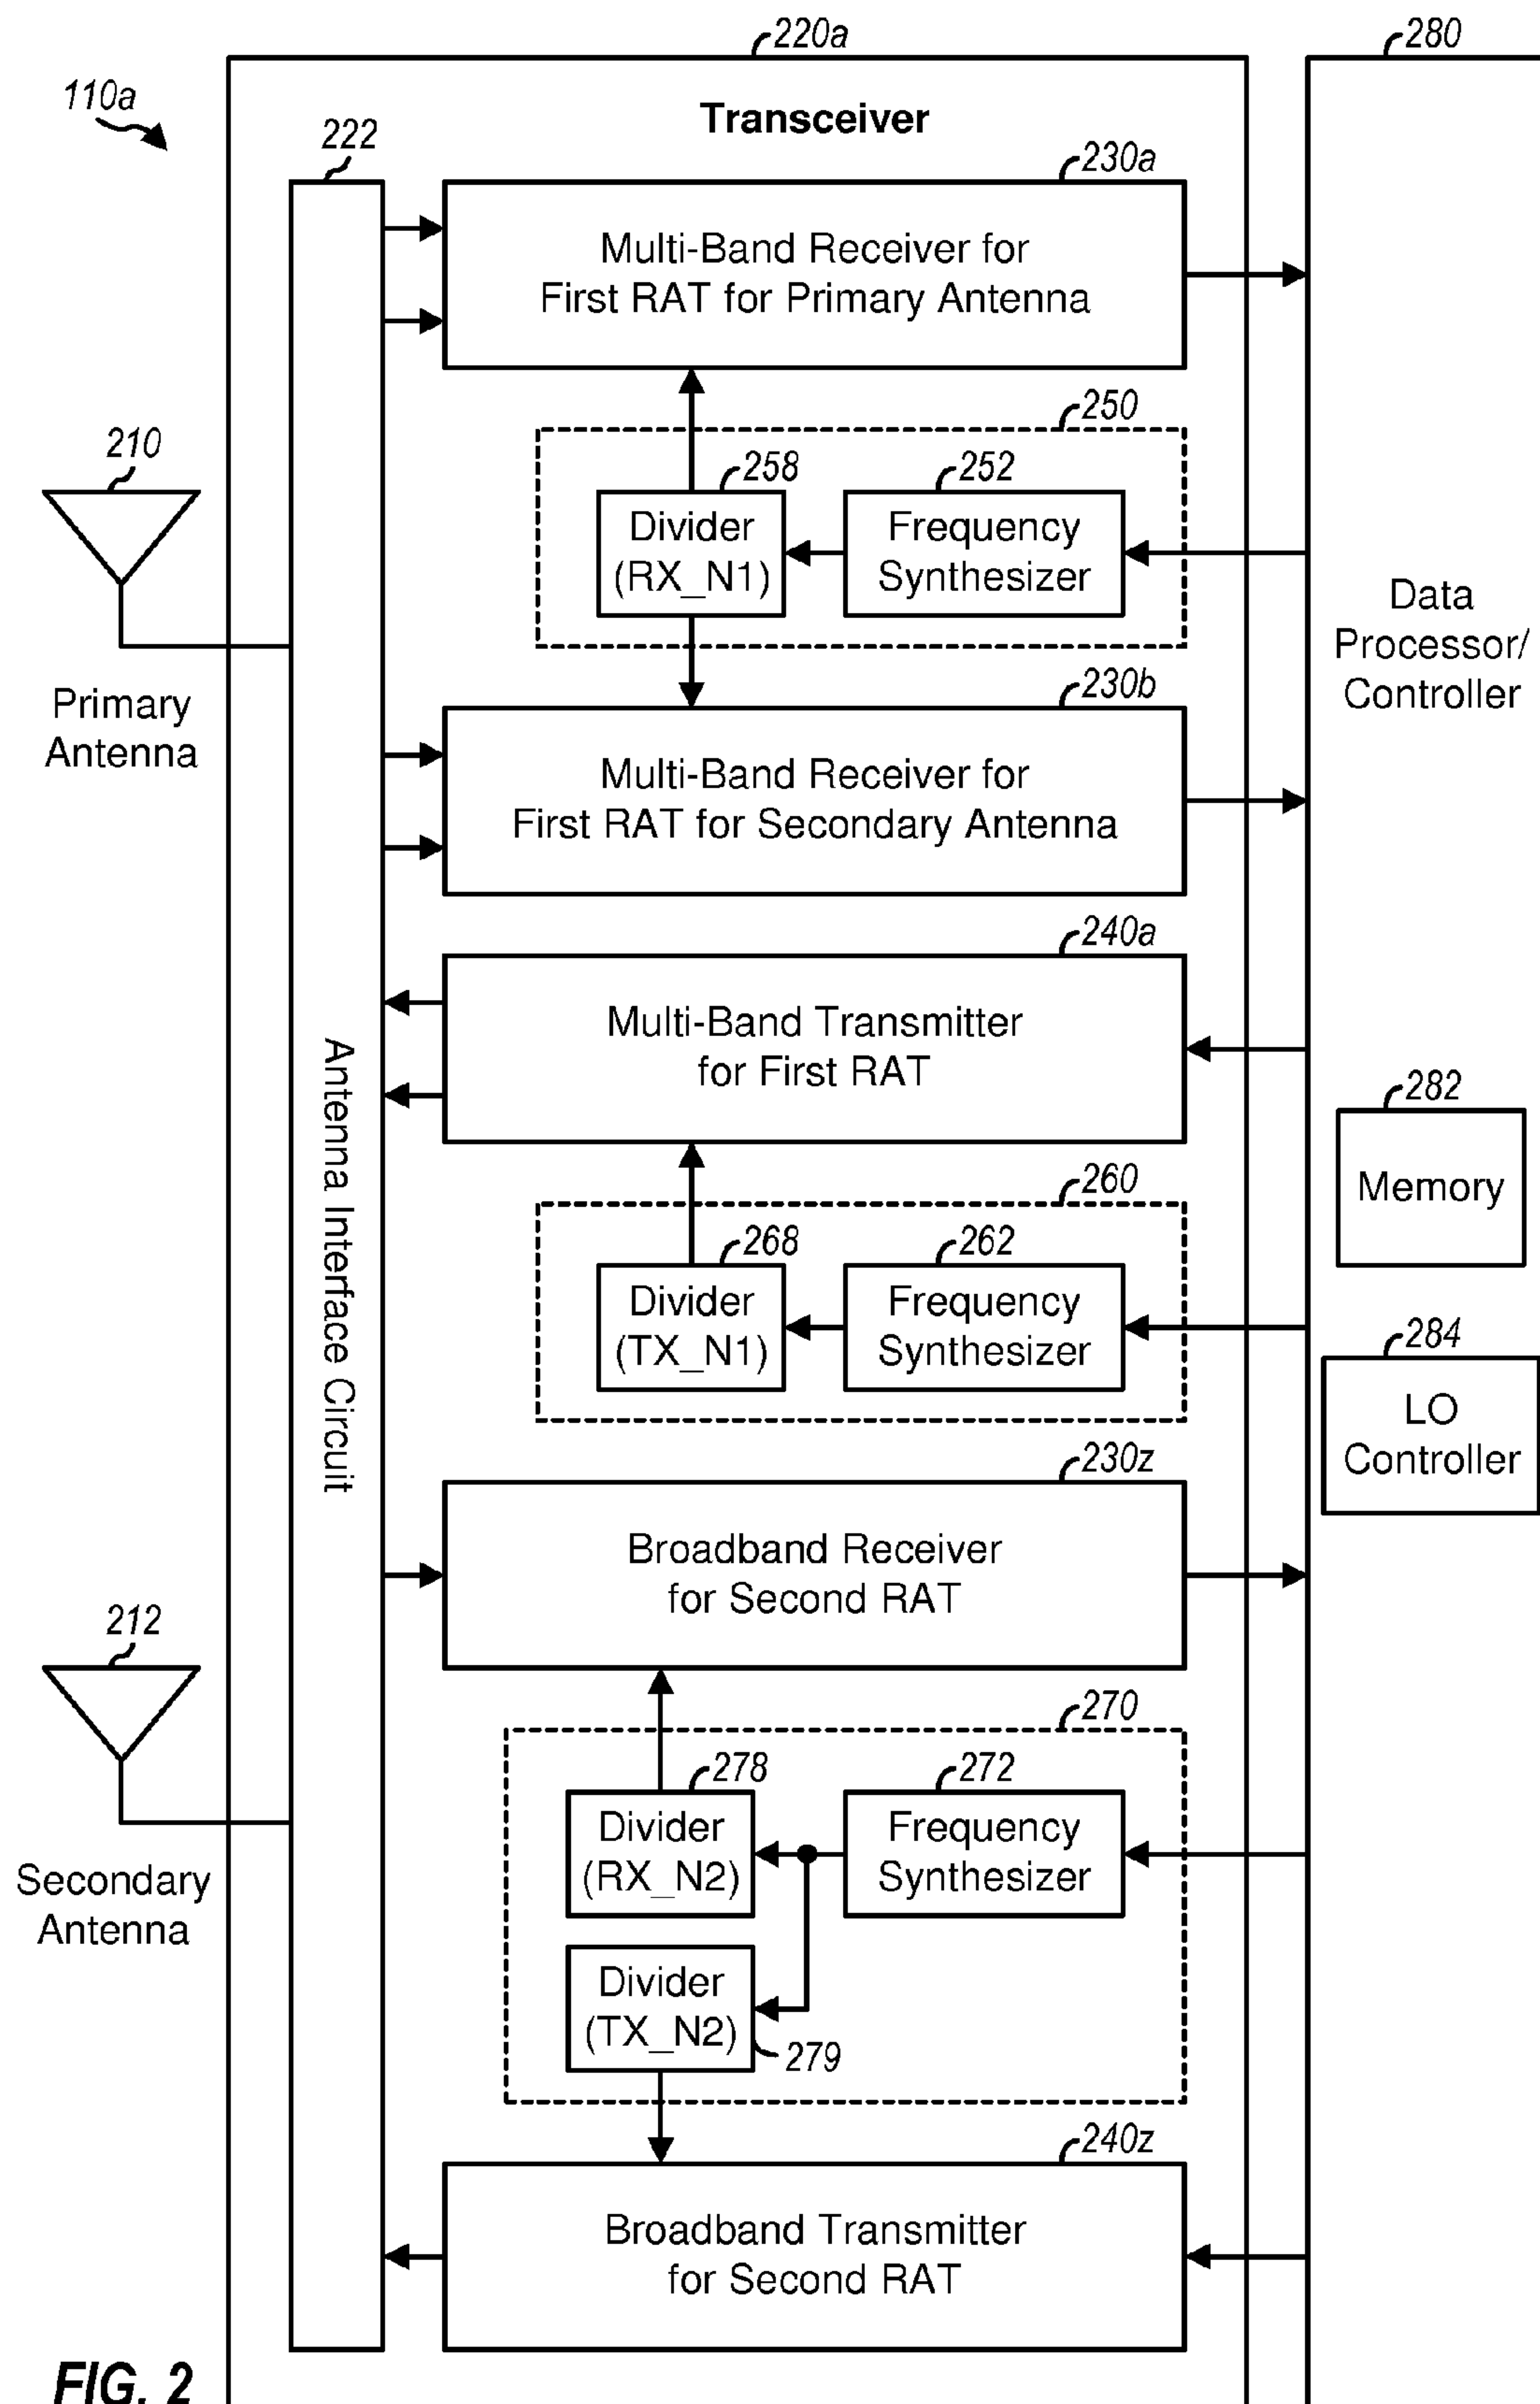 220a
280
110a
Transceiver
222
230a
Multi-Band Receiver for
First RAT for Primary Antenna
250
210
258
252
Divider
(RX_N1)
Frequency
Synthesizer
Data
Processor/
Controller
Primary
Antenna
230b
Multi-Band Receiver for
First RAT for Secondary Antenna
240a
Multi-Band Transmitter
for First RAT
Antenna Interface Circuit
282
Memory
260
268
262
Divider
(TX_N1)
Frequency
Synthesizer
284
LO
Controller
230z
Broadband Receiver
for Second RAT
212
270
278
272
Divider
(RX_N2)
Frequency
Synthesizer
Secondary
Antenna
Divider
(TX_N2)
279
240z
Broadband Transmitter
for Second RAT
FIG. 2